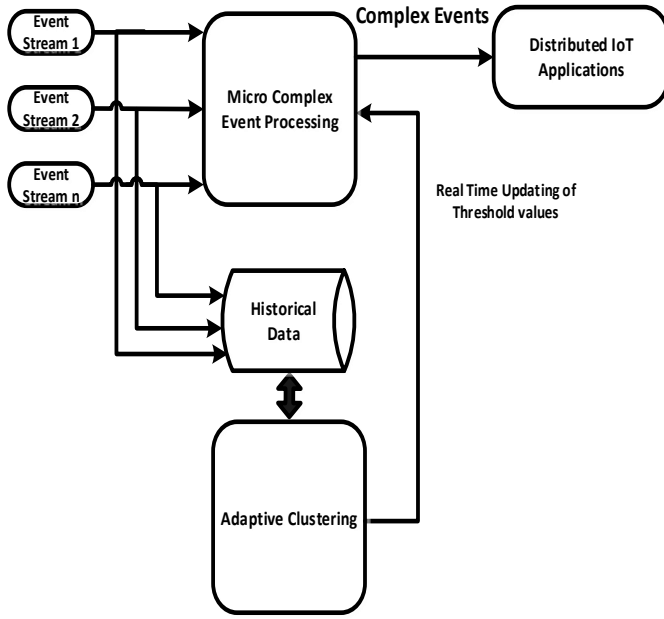 Event
Stream 1
Event
Stream 2
Event
Stream n
Micro Complex
Event Processing
Complex Events
Distributed IoT
Applications
Real Time Updating of
Threshold values
Historical
Data
Adaptive Clustering